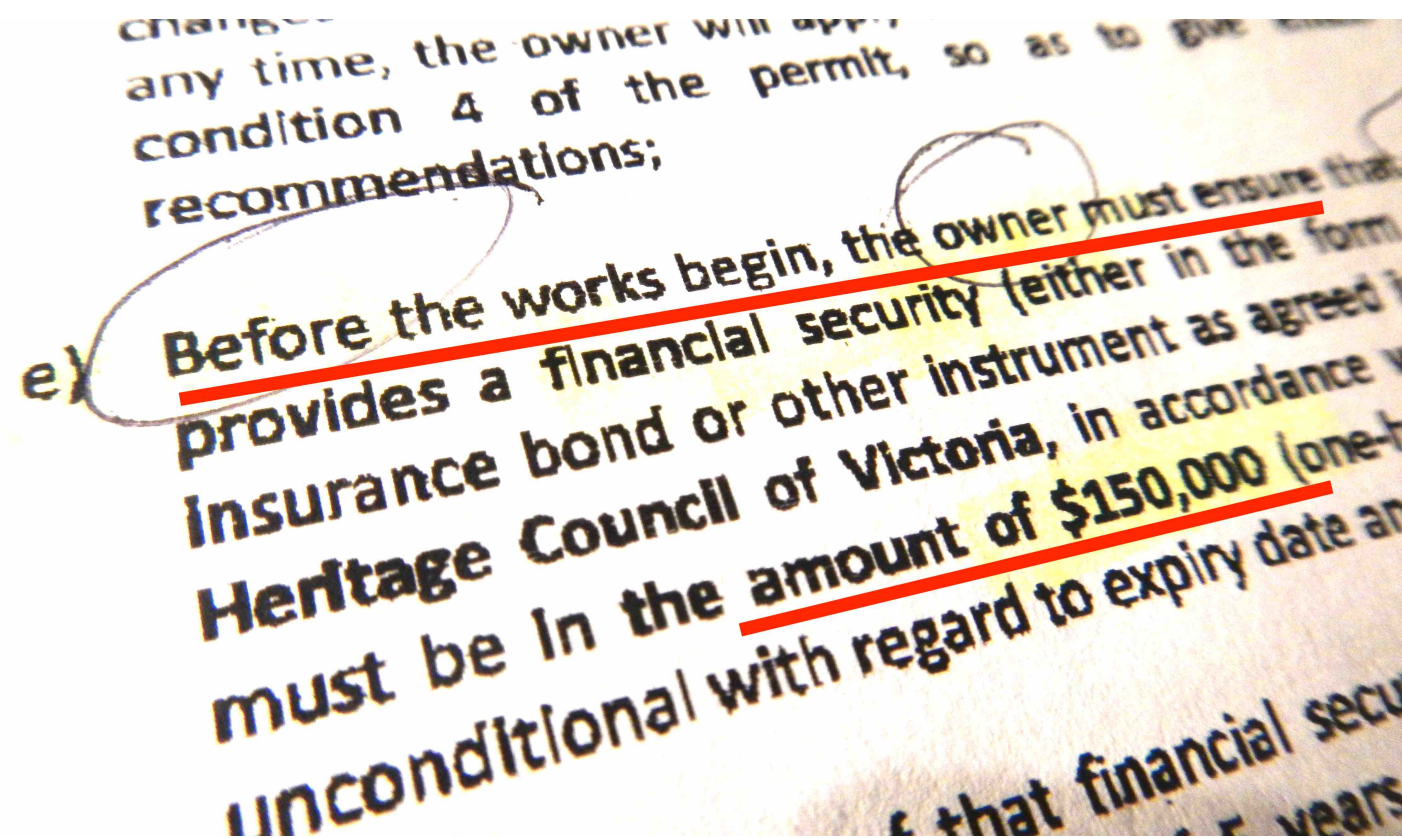 any time, the owner will
condition 4 of the permit, so as to give
recommendations;
e) Before the works begin, the owner must ensure that
provides a financial security (either in the form
insurance bond or other instrument as agreed
Heritage Council of Victoria, in accordance
must be in the amount of $150,000 (one-
unconditional with regard to expiry date
that financial
years